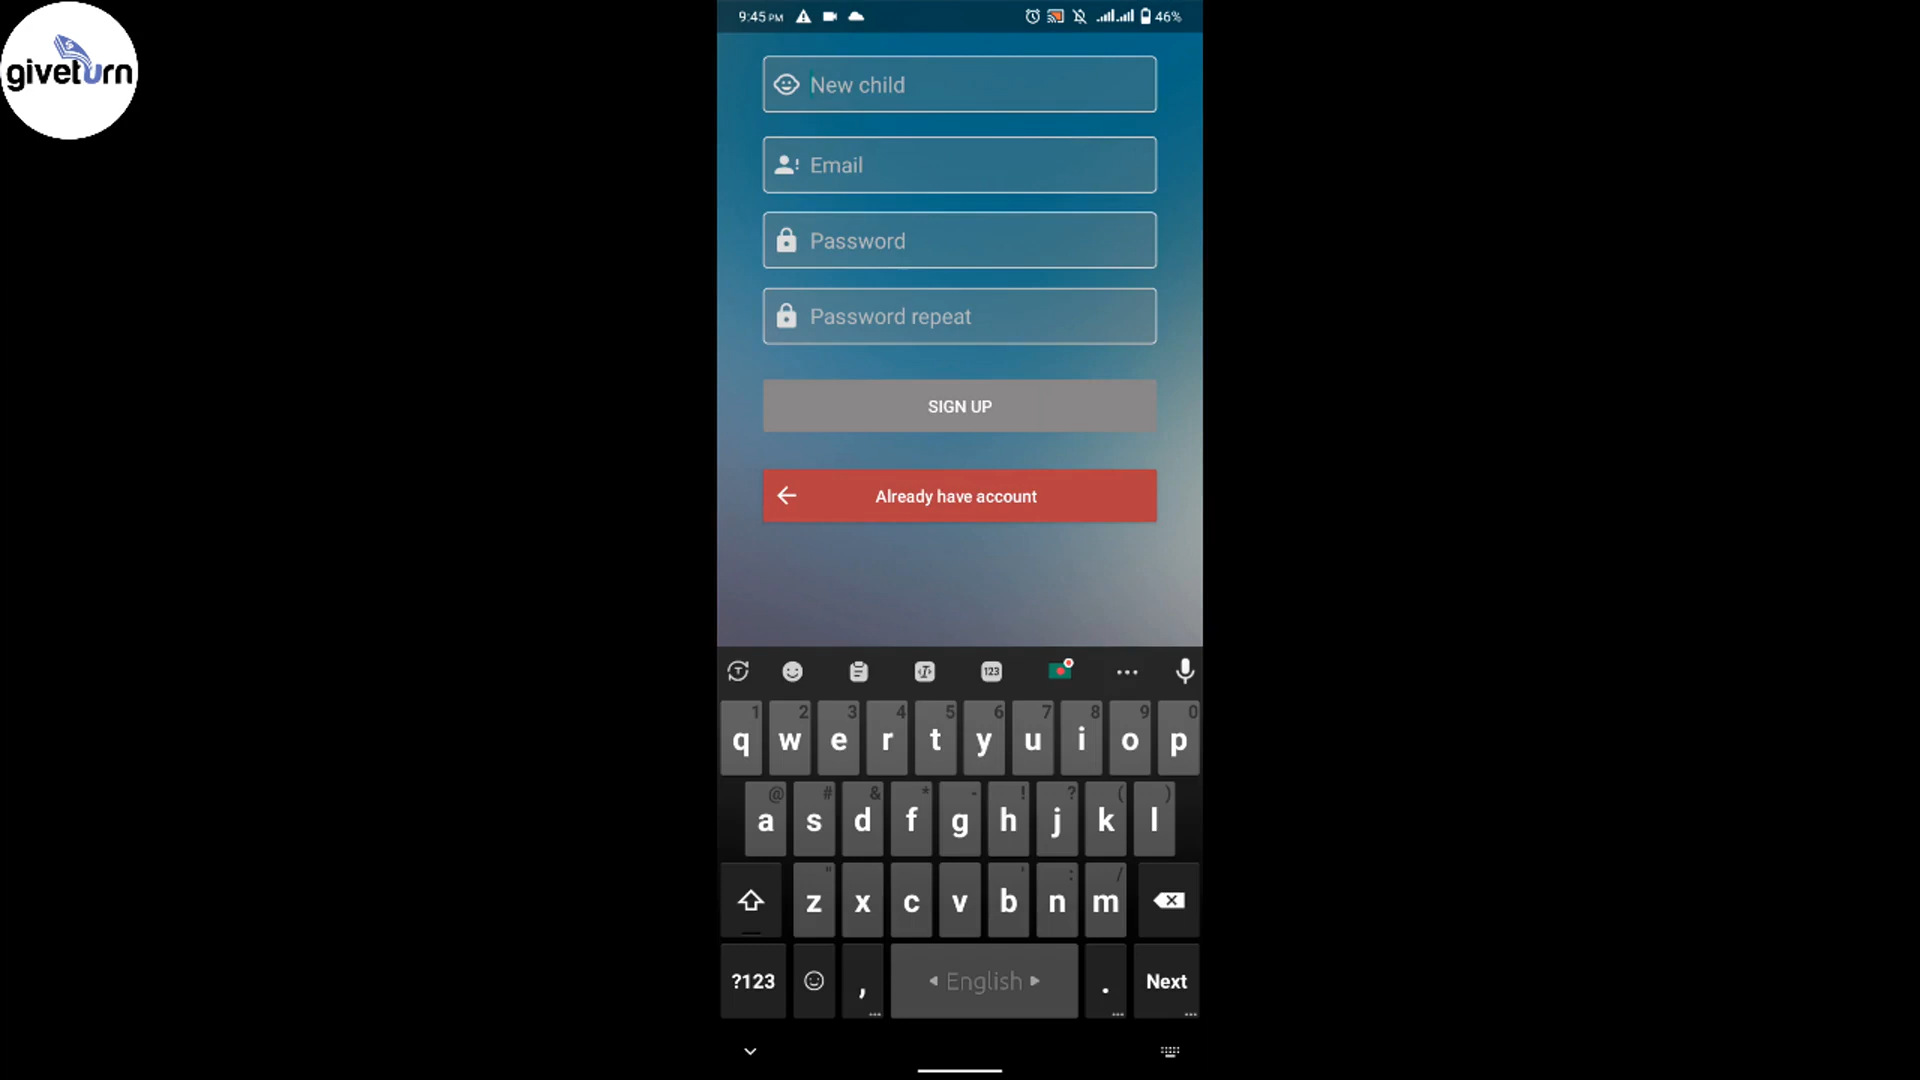 giveturn
9:45 PM
46%
New child
Email
Password
Password repeat
SIGN UP
Already have account
123
1 2 3 4 5 6 7 8 9 0
q w e r t y u i o p
@ # & * - ! ? ( )
a s d f g h j k l
" ' : /
z x c v b n m
?123 , English . Next